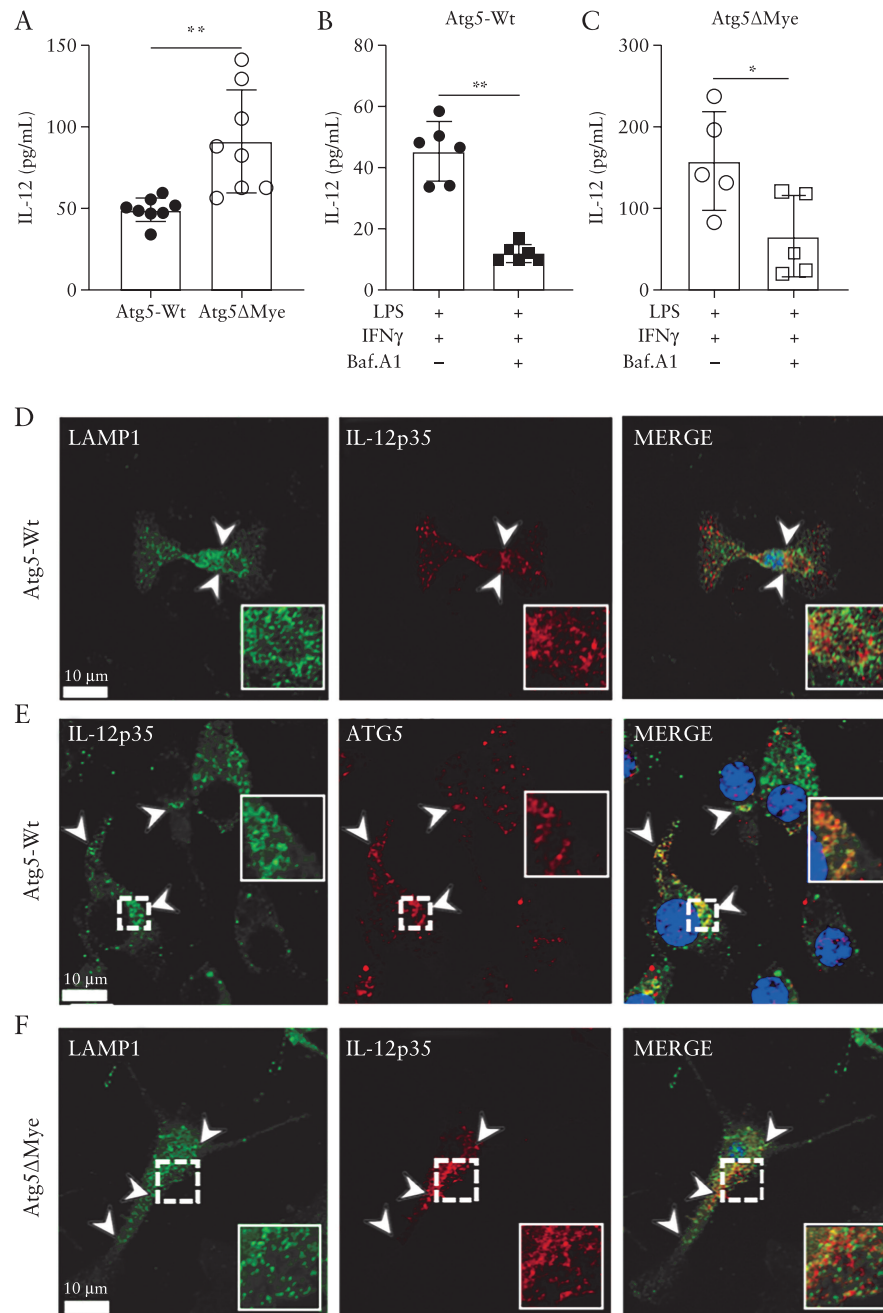 A
IL-12 (pg/mL)
150
100
50
0
**
Atg5-Wt
Atg5ΔMye
B
Atg5-Wt
IL-12 (pg/mL)
80
60
40
20
0
**
LPS + +
IFNγ + +
Baf.A1 – +
C
Atg5ΔMye
IL-12 (pg/mL)
300
200
100
0
*
LPS + +
IFNγ + +
Baf.A1 – +
D
Atg5-Wt
LAMP1
IL-12p35
MERGE
10 µm
E
Atg5-Wt
IL-12p35
ATG5
MERGE
10 µm
F
Atg5ΔMye
LAMP1
IL-12p35
MERGE
10 µm